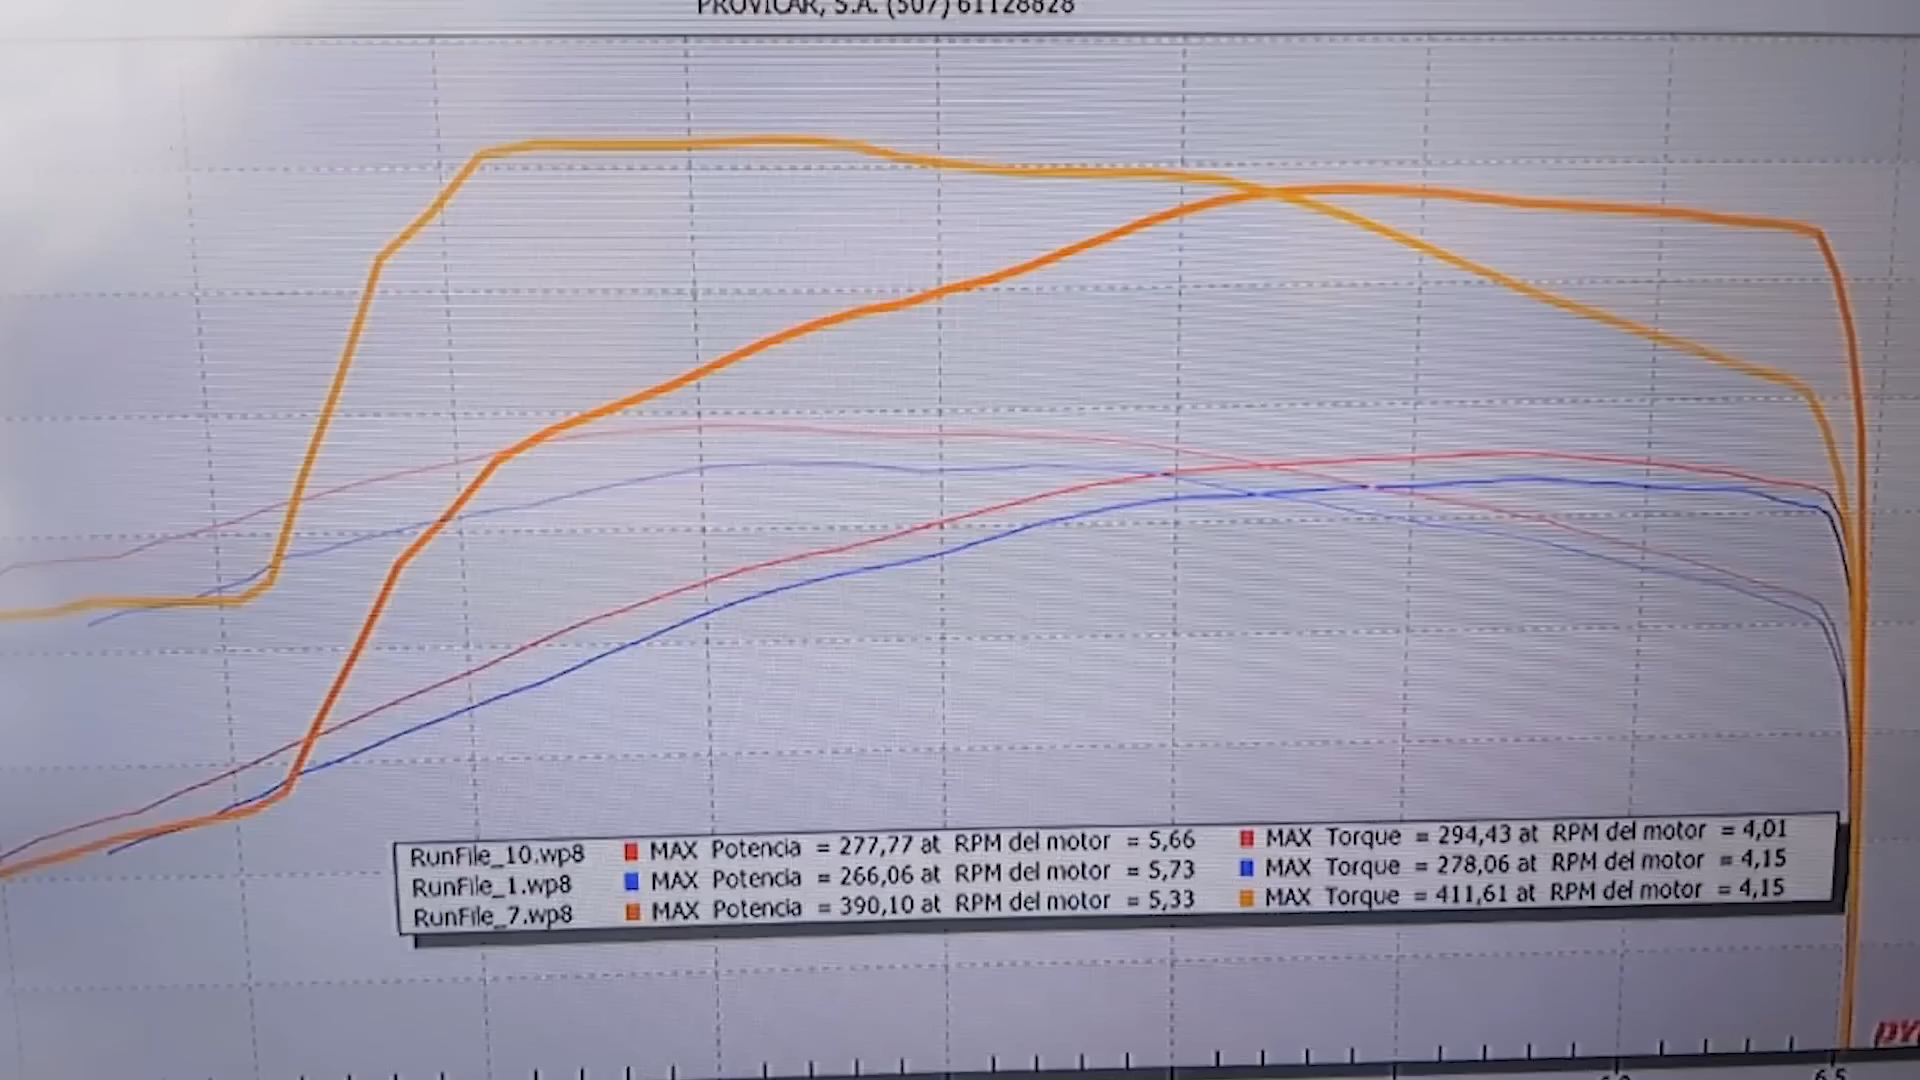 PROVICAR, S.A. (507) 61128828
RunFile_10.wp8 MAX Potencia = 277,77 at RPM del motor = 5,66 MAX Torque = 294,43 at RPM del motor = 4,01
RunFile_1.wp8 MAX Potencia = 266,06 at RPM del motor = 5,73 MAX Torque = 278,06 at RPM del motor = 4,15
RunFile_7.wp8 MAX Potencia = 390,10 at RPM del motor = 5,33 MAX Torque = 411,61 at RPM del motor = 4,15
6.5